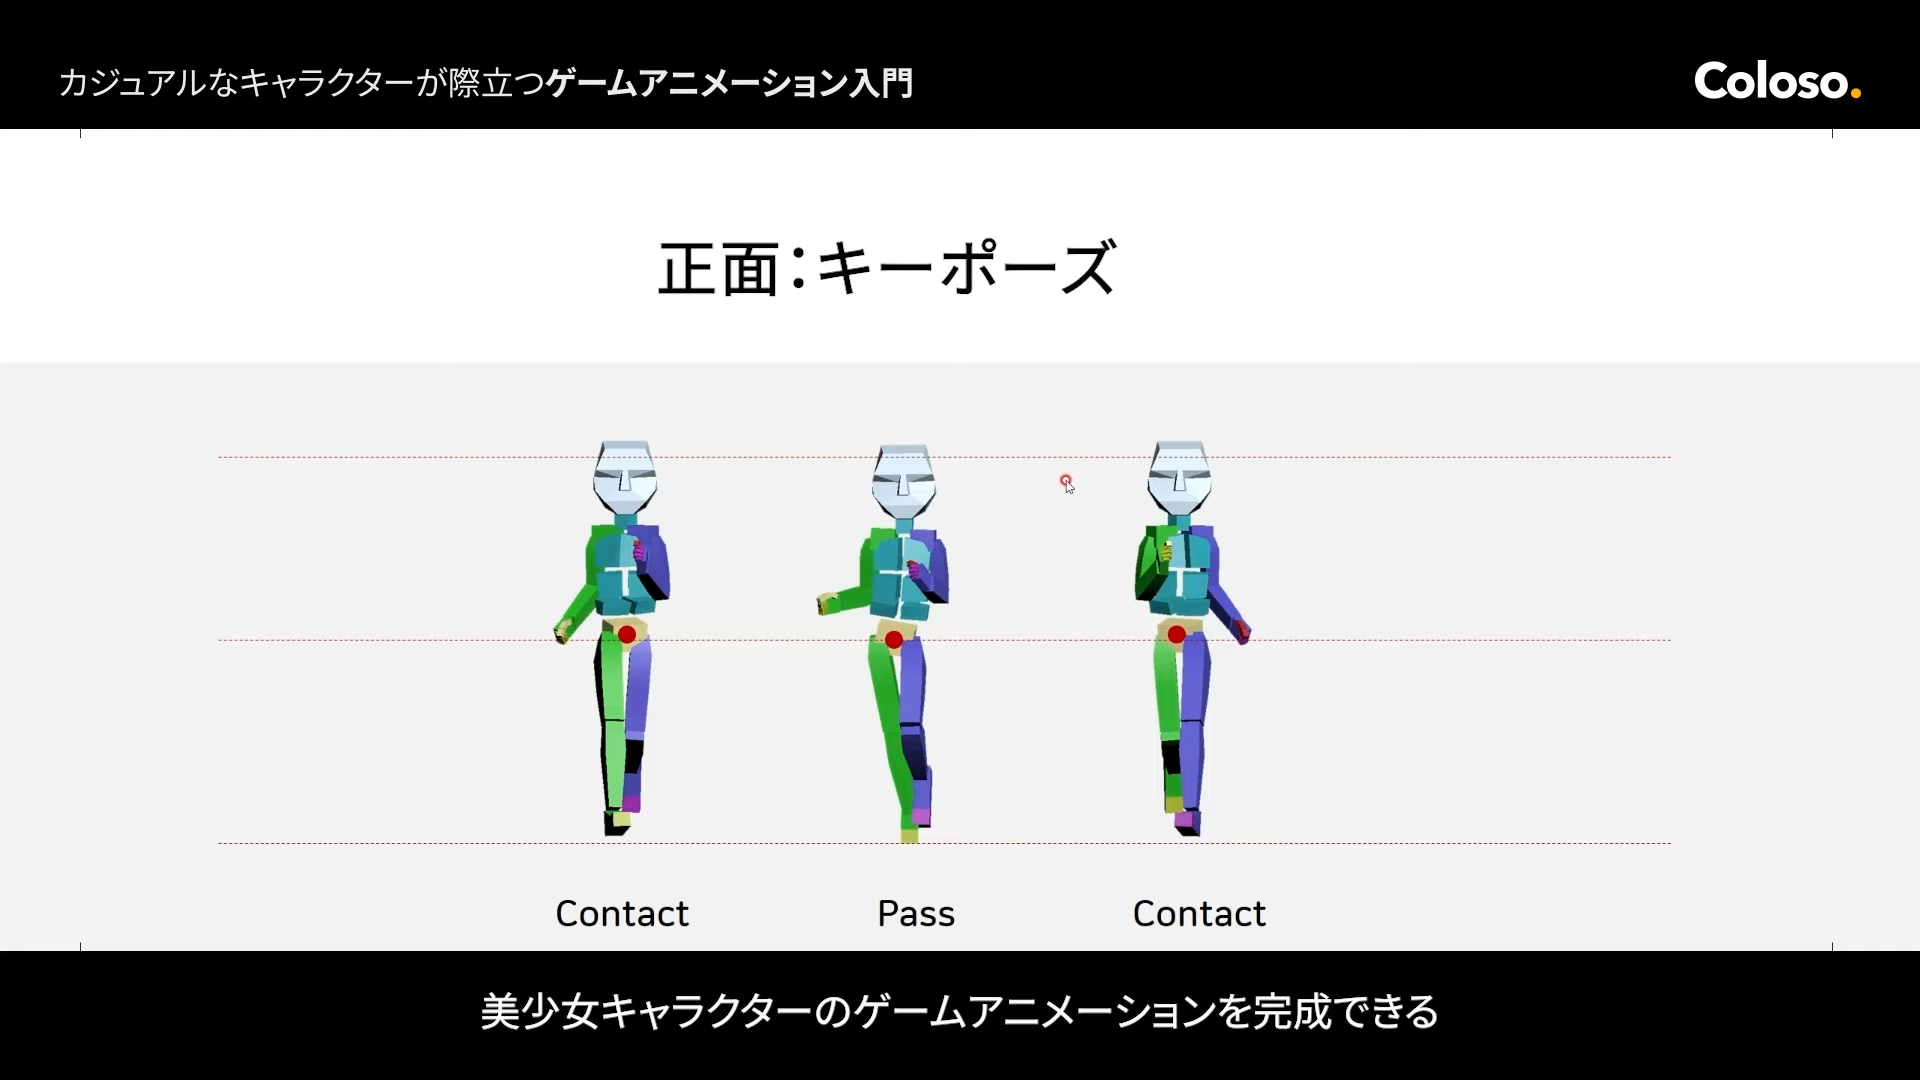 カジュアルなキャラクターが際立つゲームアニメーション入門
Coloso.
正面：キーポーズ
Contact
Pass
Contact
美少女キャラクターのゲームアニメーションを完成できる